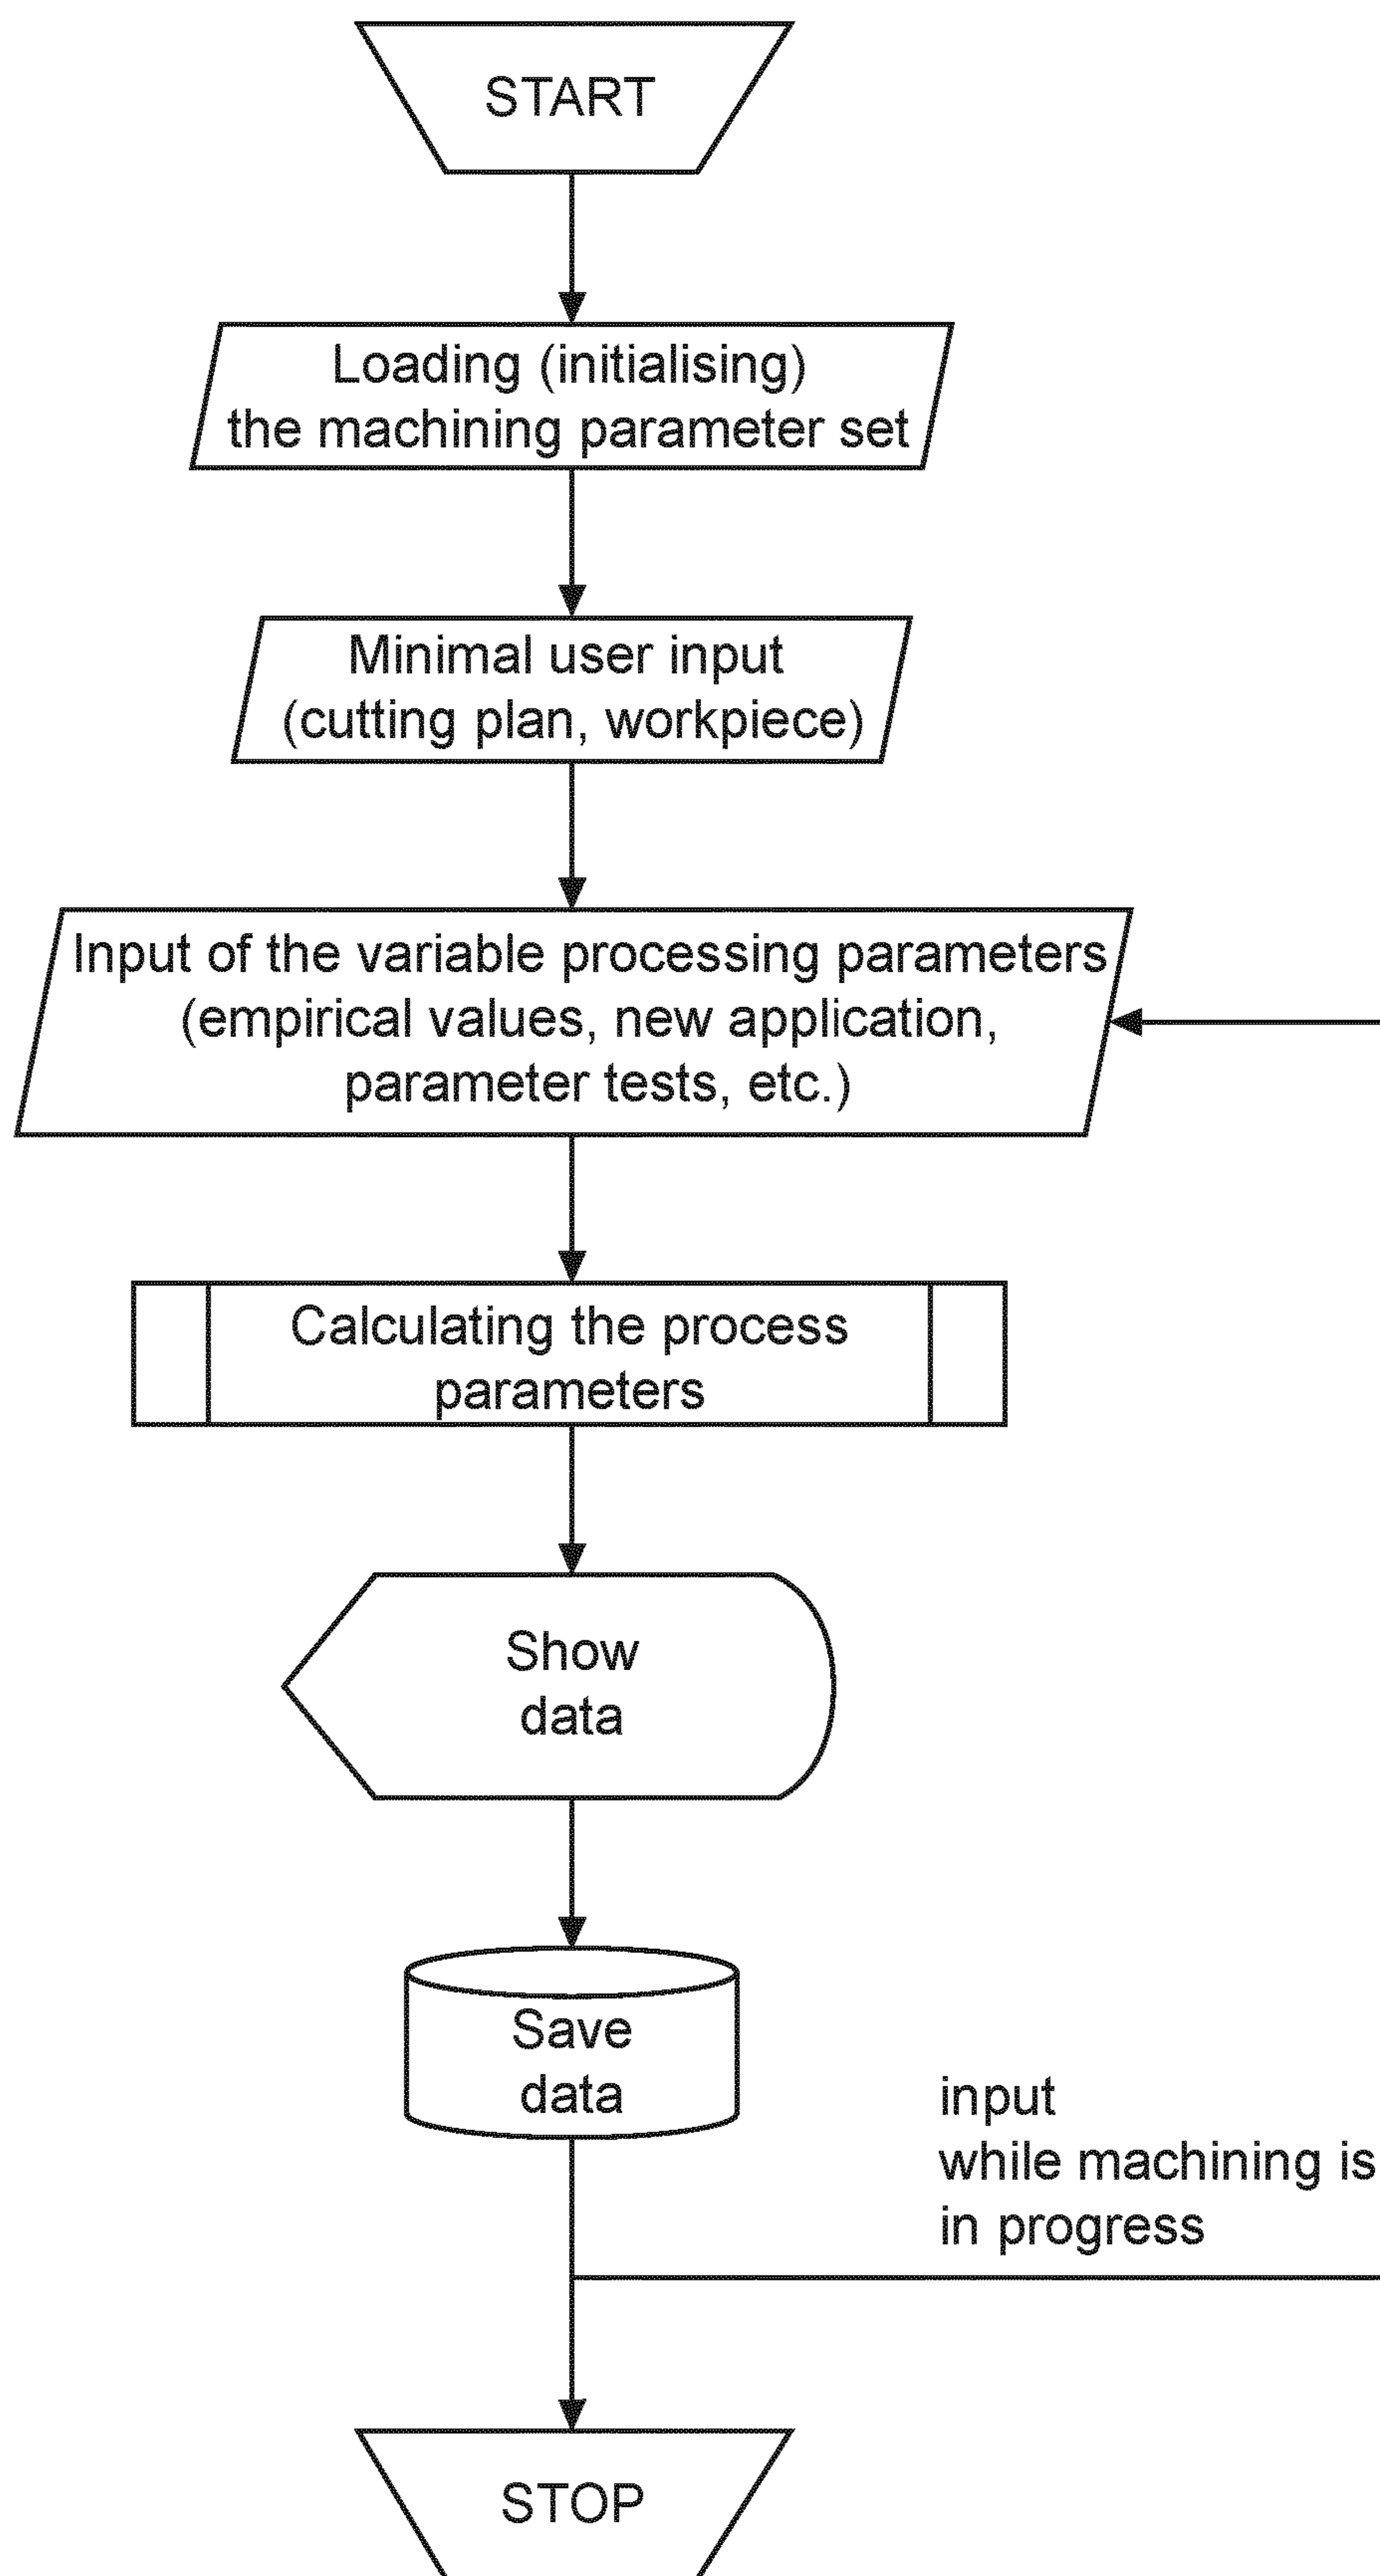 START
Loading (initialising)
the machining parameter set
Minimal user input
(cutting plan, workpiece)
Input of the variable processing parameters
(empirical values, new application,
parameter tests, etc.)
Calculating the process
parameters
Show
data
Save
data
input
while machining is
in progress
STOP